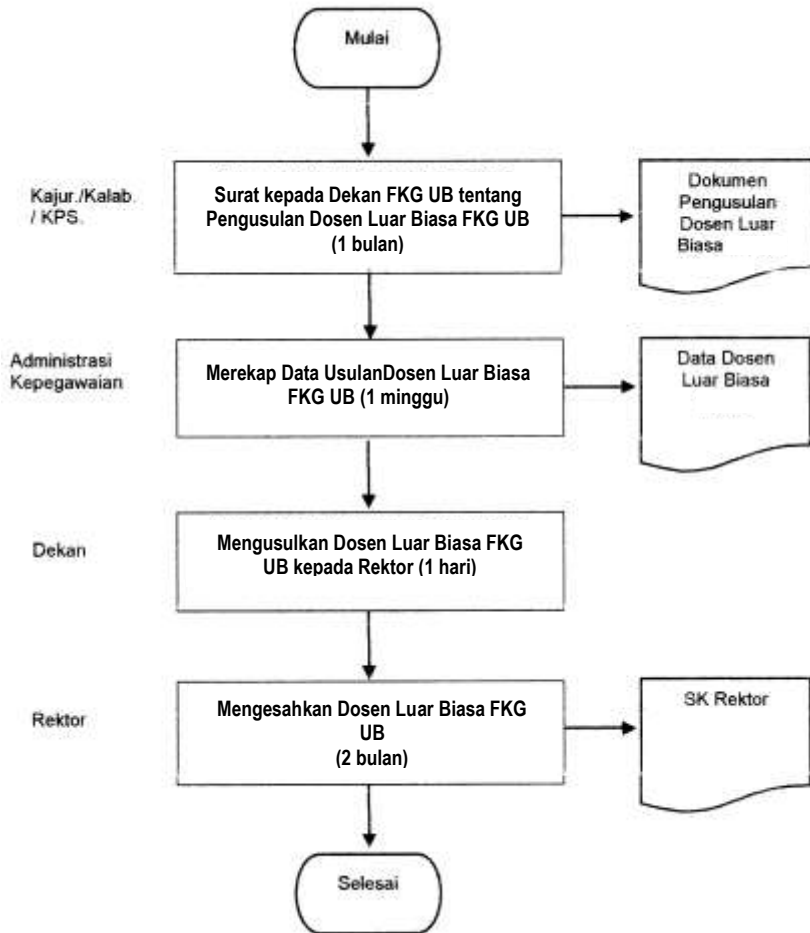 Mulai
Kajur./Kalab.
/ KPS.
Surat kepada Dekan FKG UB tentang
Pengusulan Dosen Luar Biasa FKG UB
(1 bulan)
Dokumen
Pengusulan
Dosen Luar
Biasa
Administrasi
Kepegawaian
Merekap Data UsulanDosen Luar Biasa
FKG UB (1 minggu)
Data Dosen
Luar Biasa
Dekan
Mengusulkan Dosen Luar Biasa FKG
UB kepada Rektor (1 hari)
Rektor
Mengesahkan Dosen Luar Biasa FKG
UB
(2 bulan)
SK Rektor
Selesai